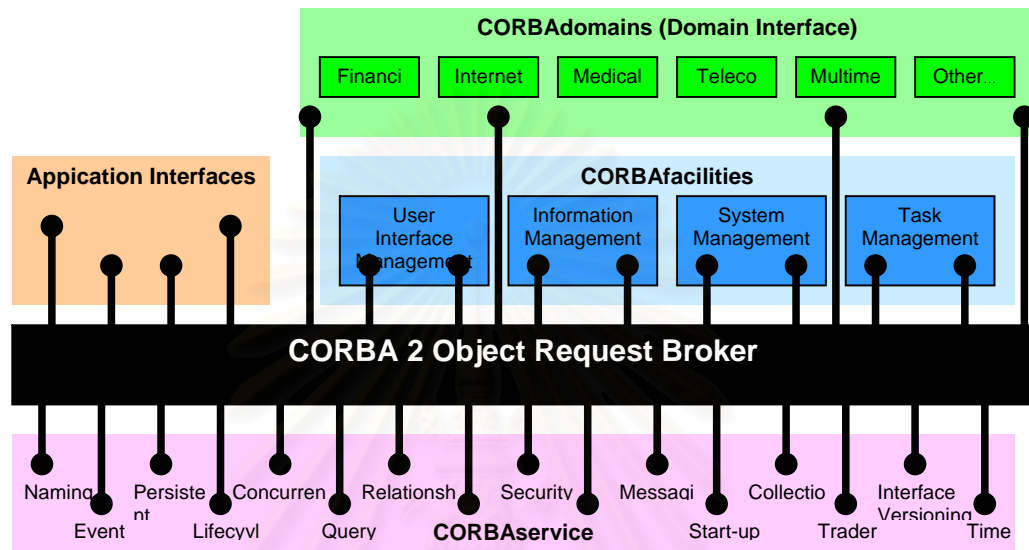 CORBAdomains (Domain Interface)
Financi
Internet
Medical
Teleco
Multime
Other...
Appication Interfaces
CORBAfacilities
User
Interface
Management
Information
Management
System
Management
Task
Management
CORBA 2 Object Request Broker
Naming
Event
Persiste
nt
Lifecyvl
Concurren
Query
Relationsh
CORBAservice
Security
Messagi
Start-up
Collectio
Trader
Interface
Versioning
Time